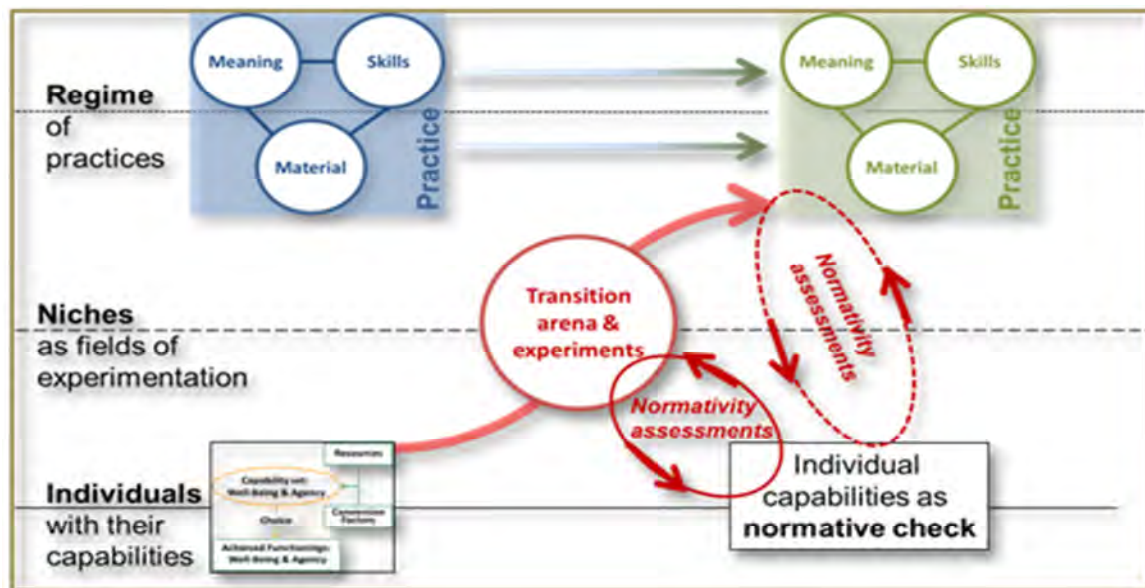 Meaning
Skills
Material
Practice
Meaning
Skills
Material
Practice
Regime
of
practices
Niches
as fields of
experimentation
Transition
arena &
experiments
Normativity
assessments
Normativity
assessments
Individuals
with their
capabilities
Resources
Capability set:
Well-Being & Agency
Choice
Conversion
Factors
Achieved Functionings:
Well-Being & Agency
Individual
capabilities as
normative check